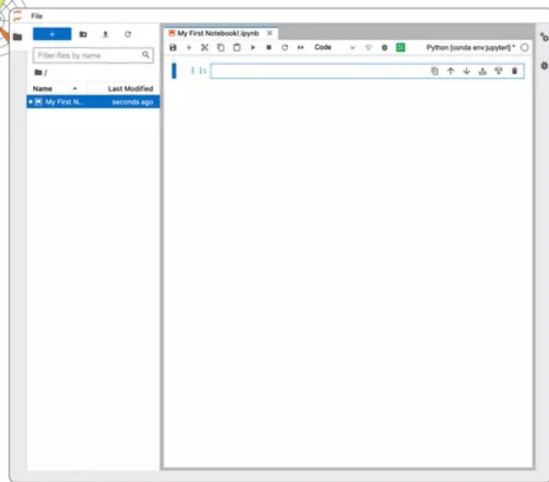 File
My First Notebook!.ipynb
Code
Python [conda env:jupyterl] *
Filter files by name
/
Name
Last Modified
My First N...
seconds ago
[ ]: